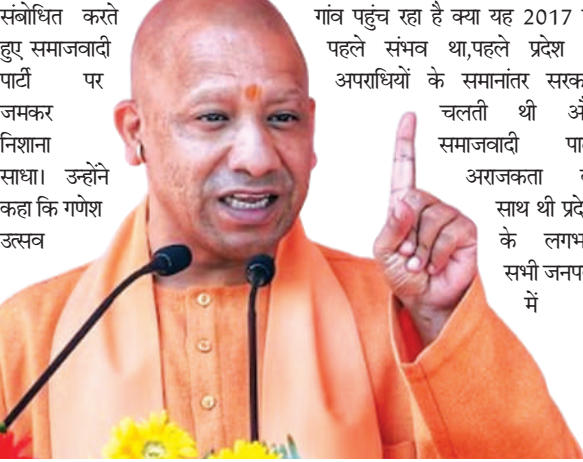 संबोधित करते
हुए समाजवादी
पार्टी पर
जमकर
निशाना
साधा। उन्होंने
कहा कि गणेश
उत्सव
गांव पहुंच रहा है क्या यह 2017
पहले संभव था,पहले प्रदेश
अपराधियों के समानांतर
चलती थी
समाजवादी
अराजकता
साथ थी
के
सभी
में